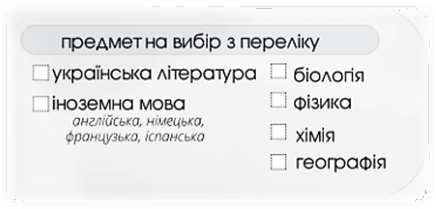 предмет на вибір з переліку
українська література
іноземна мова
англійська, німецька,
французька, іспанська
біологія
фізика
хімія
географія